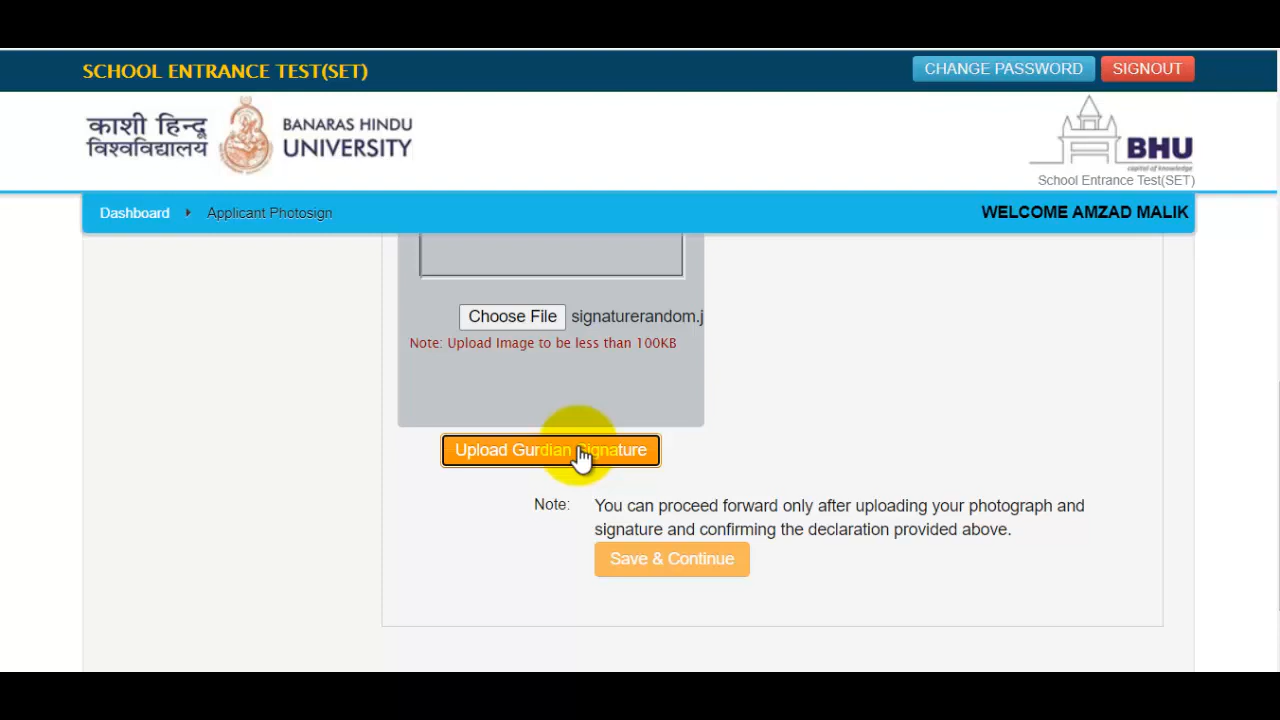 SCHOOL ENTRANCE TEST(SET)
CHANGE PASSWORD
SIGNOUT
काशी हिन्दू
विश्वविद्यालय
BANARAS HINDU
UNIVERSITY
BHU
capital of knowledge
School Entrance Test(SET)
Dashboard
Applicant Photosign
WELCOME AMZAD MALIK
Choose File
signaturerandom.j
Note: Upload Image to be less than 100KB
Upload Gurdian Signature
Note:
You can proceed forward only after uploading your photograph and
signature and confirming the declaration provided above.
Save & Continue